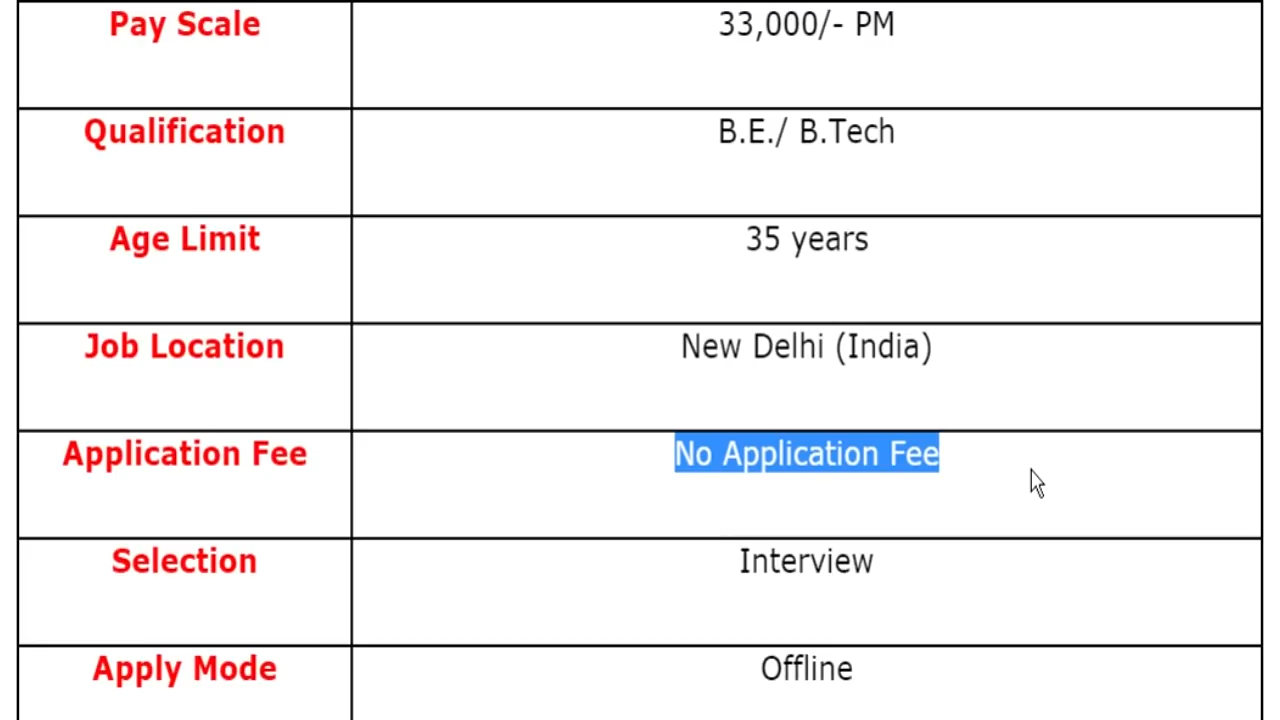 Pay Scale 33,000/- PM
Qualification B.E./ B.Tech
Age Limit 35 years
Job Location New Delhi (India)
Application Fee No Application Fee
Selection Interview
Apply Mode Offline